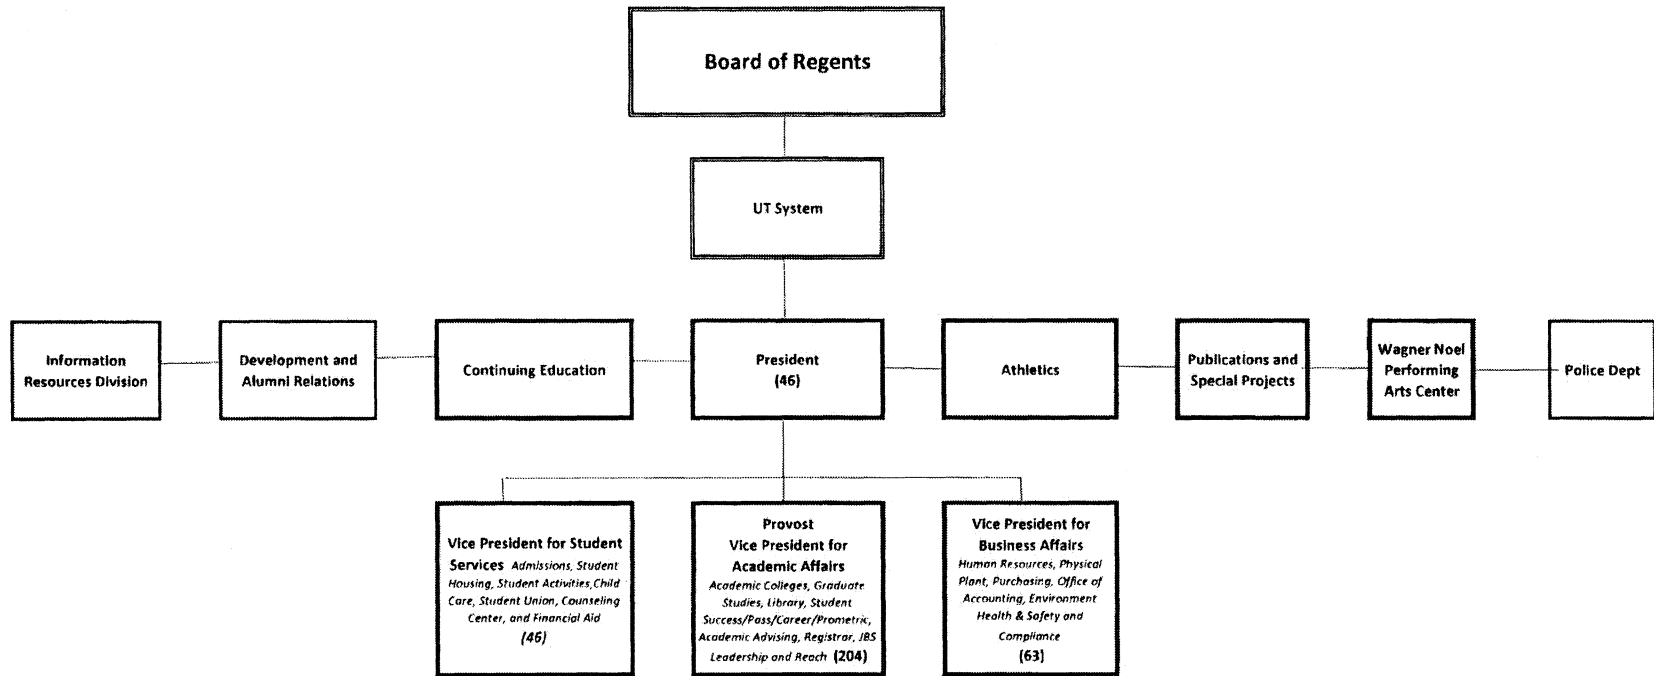 Board of Regents
UT System
Information
Resources Division
Development and
Alumni Relations
Continuing Education
President
(46)
Athletics
Publications and
Special Projects
Wagner Noel
Performing
Arts Center
Police Dept
Vice President for Student
Services Admissions, Student
Housing, Student Activities,Child
Care, Student Union, Counseling
Center, and Financial Aid
(46)
Provost
Vice President for
Academic Affairs
Academic Colleges, Graduate
Studies, Library, Student
Success/Pass/Career/Prometric,
Academic Advising, Registrar, JBS
Leadership and Reach (204)
Vice President for
Business Affairs
Human Resources, Physical
Plant, Purchasing, Office of
Accounting, Environment
Health & Safety and
Compliance
(63)